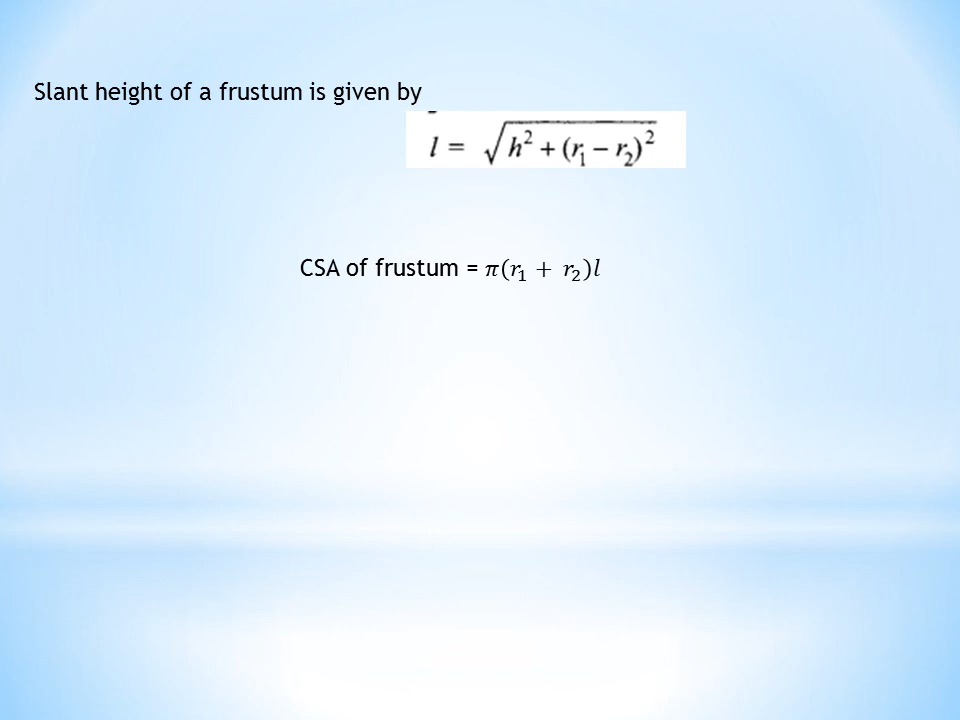 Slant height of a frustum is given by
l = √h² + (r₁ – r₂)²
CSA of frustum = 𝜋(𝑟₁ + 𝑟₂)𝑙